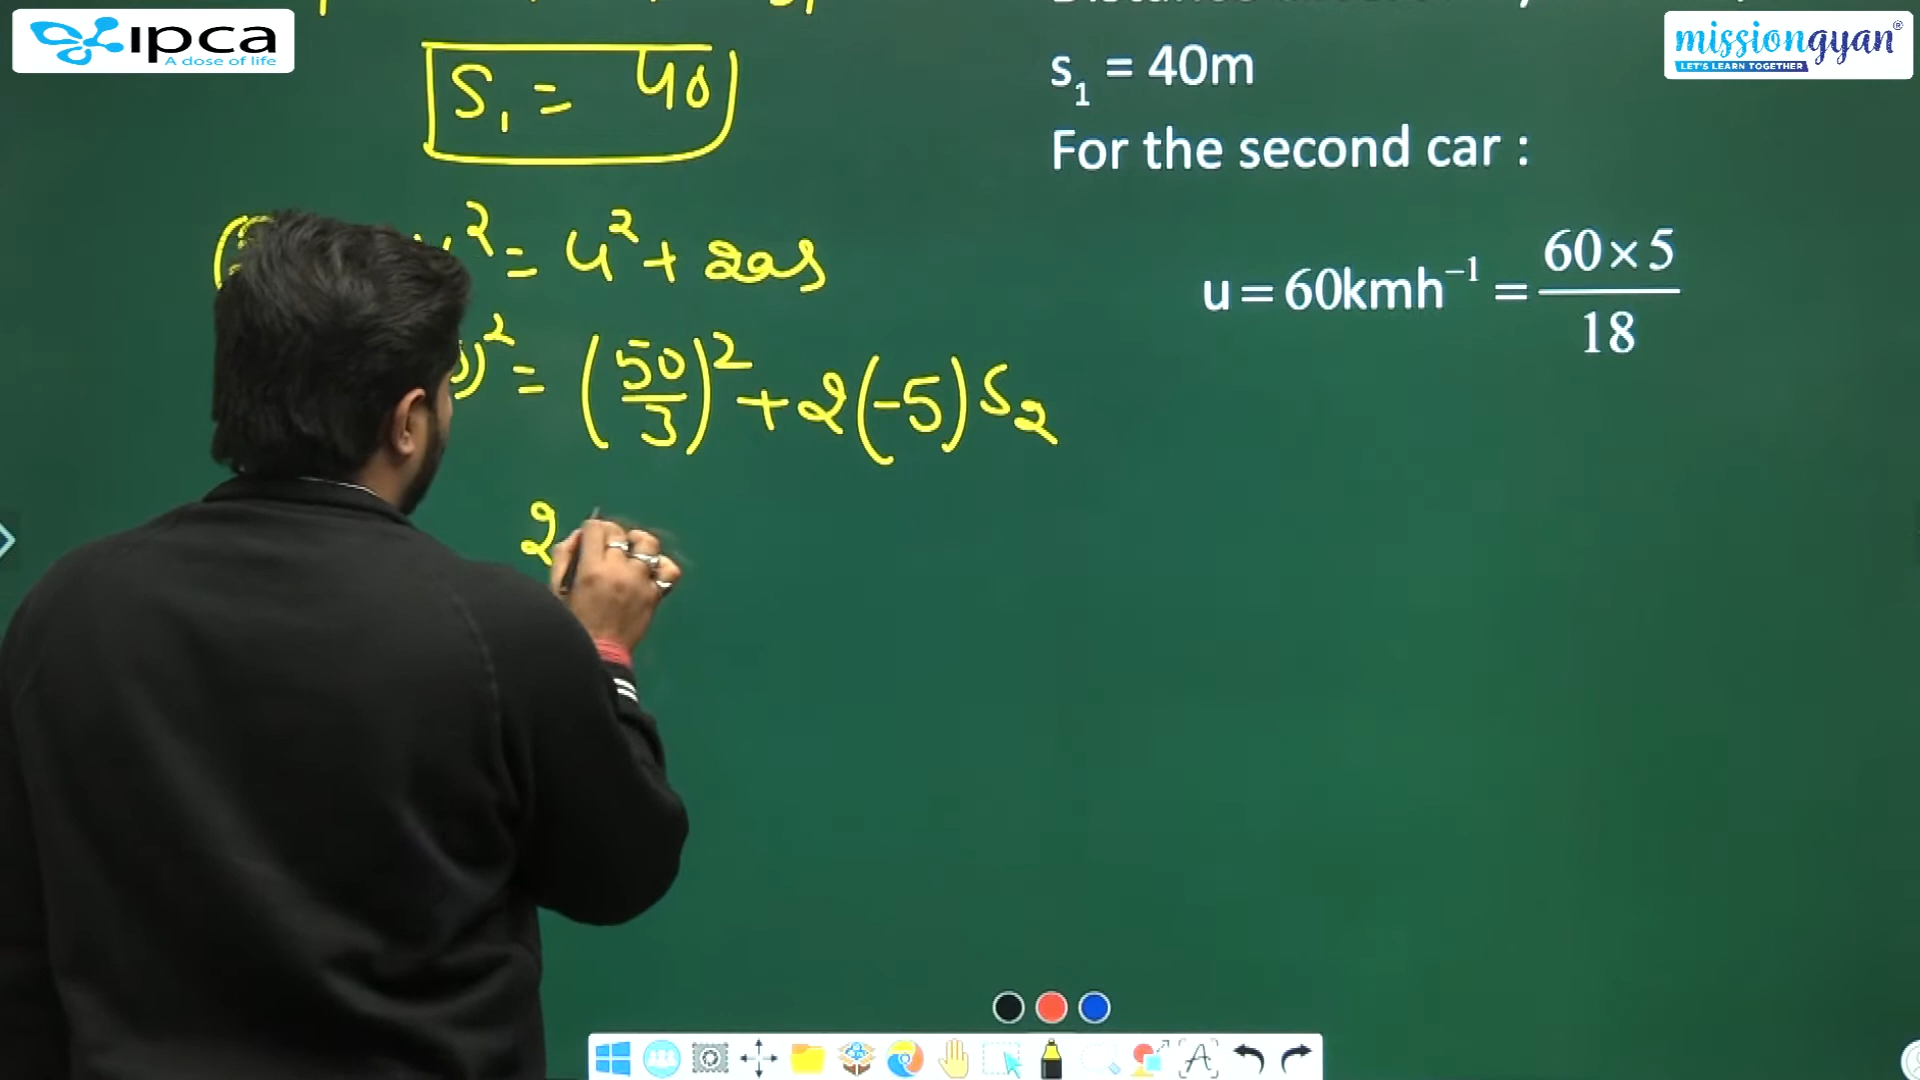 ipca
A dose of life
missiongyan®
LET'S LEARN TOGETHER
S₁ = 40
² = u² + 2as
)² = (50/3)² + 2(-5)S₂
2
s₁ = 40m
For the second car :
u = 60kmh⁻¹ = 60×5/18